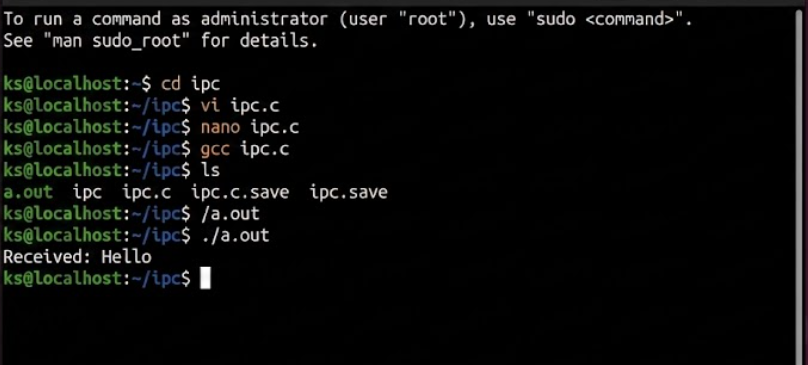 To run a command as administrator (user "root"), use "sudo <command>".
See "man sudo_root" for details.
ks@localhost:~$ cd ipc
ks@localhost:~/ipc$ vi ipc.c
ks@localhost:~/ipc$ nano ipc.c
ks@localhost:~/ipc$ gcc ipc.c
ks@localhost:~/ipc$ ls
a.out  ipc  ipc.c  ipc.c.save  ipc.save
ks@localhost:~/ipc$ /a.out
ks@localhost:~/ipc$ ./a.out
Received: Hello
ks@localhost:~/ipc$